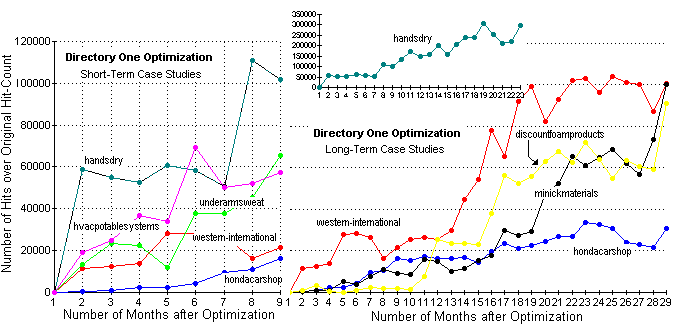 Number of Hits over Original Hit-Count
120000
100000
80000
60000
40000
20000
0
Directory One Optimization
Short-Term Case Studies
handsdry
underarmsweat
hvacpotablesystems
western-international
hondacarshop
1 2 3 4 5 6 7 8 9
Number of Months after Optimization
350000
300000
250000
200000
150000
100000
50000
0
handsdry
1 2 3 4 5 6 7 8 9 10 11 12 13 14 15 16 17 18 19 20 21 22 23
Directory One Optimization
Long-Term Case Studies
discountfoamproducts
minickmaterials
western-international
hondacarshop
1 2 3 4 5 6 7 8 9 10 11 12 13 14 15 16 17 18 19 20 21 22 23 24 25 26 27 28 29
Number of Months after Optimization